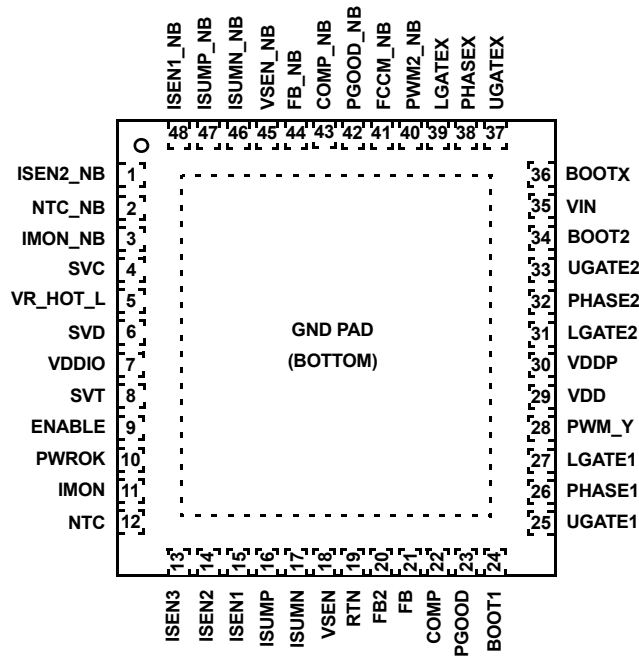 ISEN1_NB
ISUMP_NB
ISUMN_NB
VSEN_NB
FB_NB
COMP_NB
PGOOD_NB
FCCM_NB
PWM2_NB
LGATEX
PHASEX
UGATEX
48 47 46 45 44 43 42 41 40 39 38 37
ISEN2_NB 1
NTC_NB 2
IMON_NB 3
SVC 4
VR_HOT_L 5
SVD 6
VDDIO 7
SVT 8
ENABLE 9
PWROK 10
IMON 11
NTC 12
GND PAD
(BOTTOM)
36 BOOTX
35 VIN
34 BOOT2
33 UGATE2
32 PHASE2
31 LGATE2
30 VDDP
29 VDD
28 PWM_Y
27 LGATE1
26 PHASE1
25 UGATE1
13 14 15 16 17 18 19 20 21 22 23 24
ISEN3
ISEN2
ISEN1
ISUMP
ISUMN
VSEN
RTN
FB2
FB
COMP
PGOOD
BOOT1